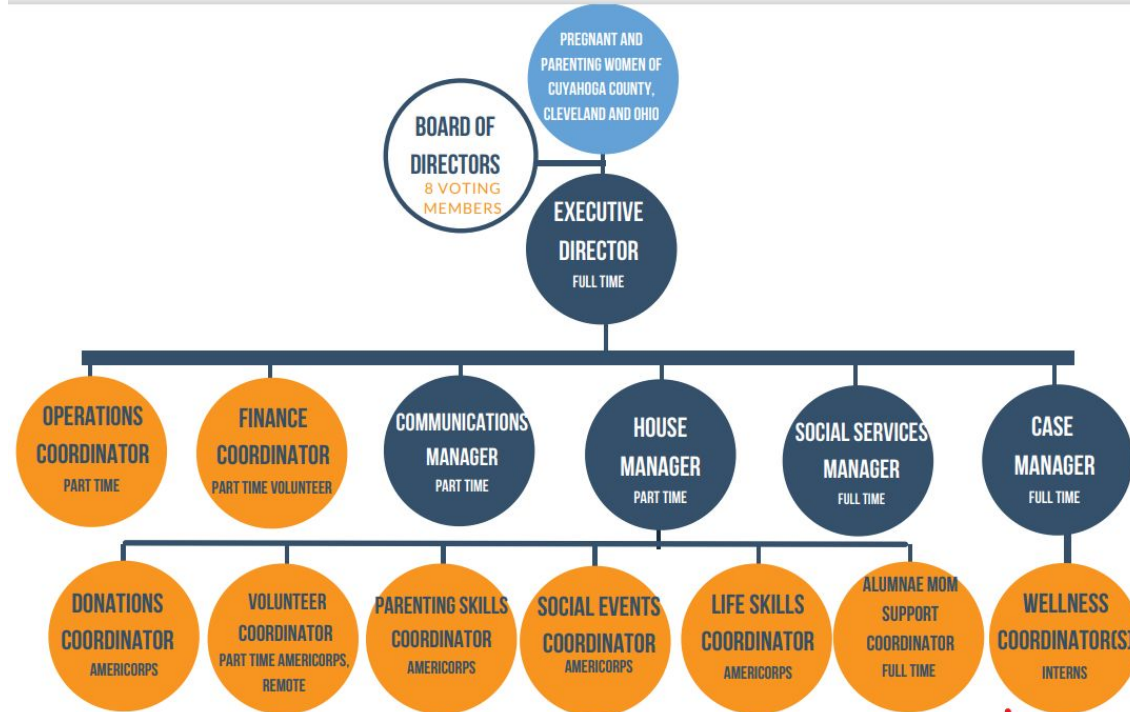 PREGNANT AND
PARENTING WOMEN OF
CUYAHOGA COUNTY,
CLEVELAND AND OHIO
BOARD OF
DIRECTORS
8 VOTING
MEMBERS
EXECUTIVE
DIRECTOR
FULL TIME
OPERATIONS
COORDINATOR
PART TIME
FINANCE
COORDINATOR
PART TIME VOLUNTEER
COMMUNICATIONS
MANAGER
PART TIME
HOUSE
MANAGER
PART TIME
SOCIAL SERVICES
MANAGER
FULL TIME
CASE
MANAGER
FULL TIME
DONATIONS
COORDINATOR
AMERICORPS
VOLUNTEER
COORDINATOR
PART TIME AMERICORPS,
REMOTE
PARENTING SKILLS
COORDINATOR
AMERICORPS
SOCIAL EVENTS
COORDINATOR
AMERICORPS
LIFE SKILLS
COORDINATOR
AMERICORPS
ALUMNAE MOM
SUPPORT
COORDINATOR
FULL TIME
WELLNESS
COORDINATOR(S)
INTERNS